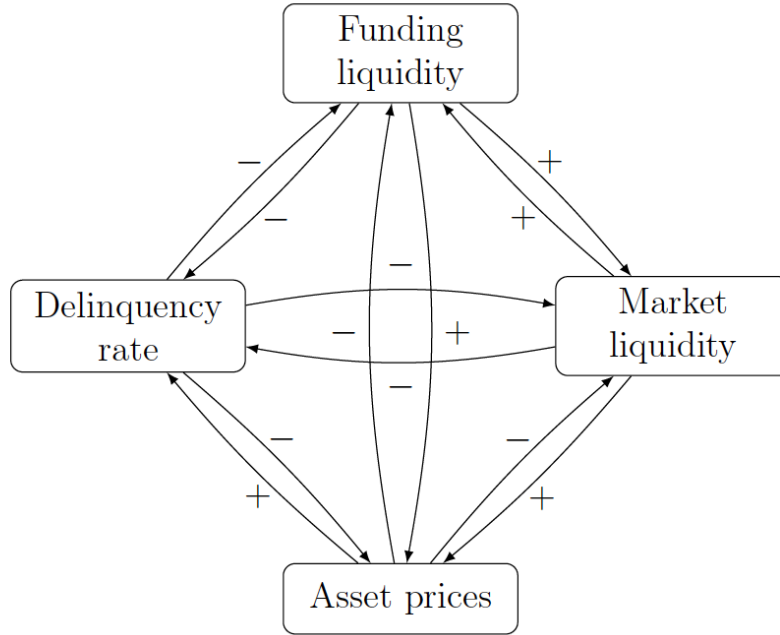 Funding
liquidity
−
+
−
+
−
Delinquency
rate
Market
liquidity
−
+
−
−
−
+
+
Asset prices